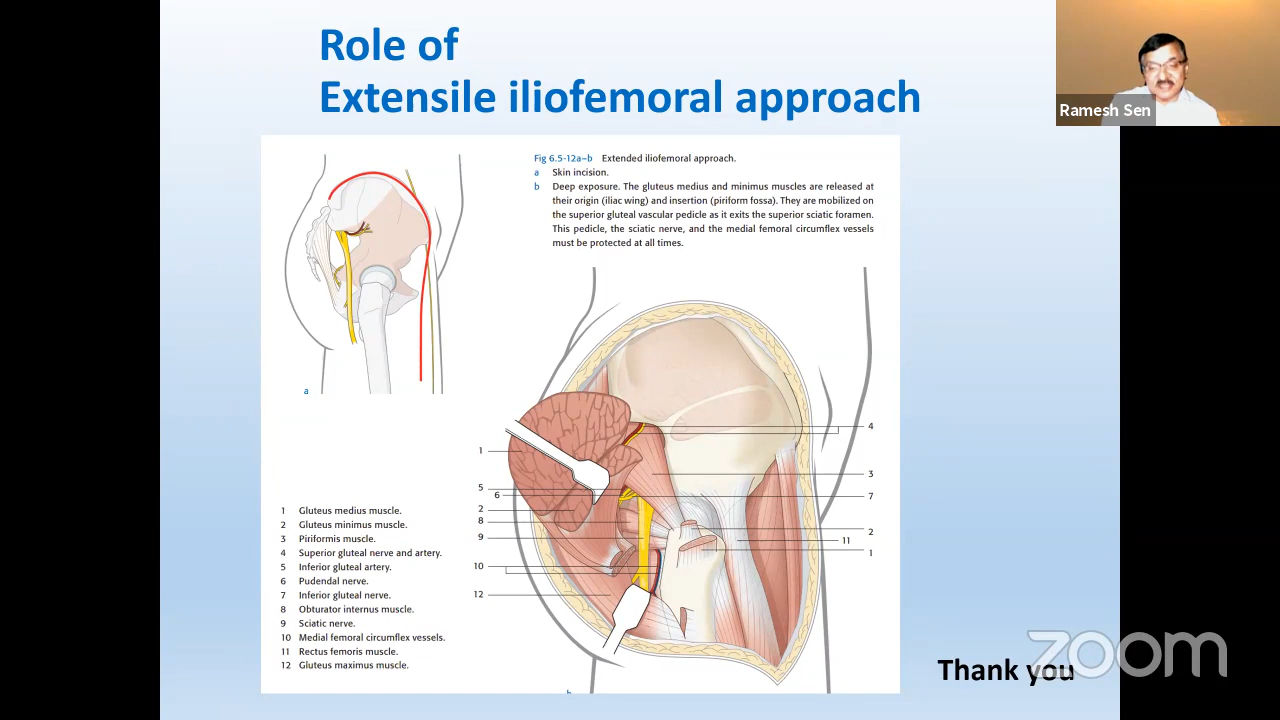 Role of
Extensile iliofemoral approach
Ramesh Sen
Fig 6.5-12a–b Extended iliofemoral approach.
a Skin incision.
b Deep exposure. The gluteus medius and minimus muscles are released at
their origin (iliac wing) and insertion (piriform fossa). They are mobilized on
the superior gluteal vascular pedicle as it exits the superior sciatic foramen.
This pedicle, the sciatic nerve, and the medial femoral circumflex vessels
must be protected at all times.
a
1
5
6
2
8
9
10
12
4
3
7
2
11
1
1 Gluteus medius muscle.
2 Gluteus minimus muscle.
3 Piriformis muscle.
4 Superior gluteal nerve and artery.
5 Inferior gluteal artery.
6 Pudendal nerve.
7 Inferior gluteal nerve.
8 Obturator internus muscle.
9 Sciatic nerve.
10 Medial femoral circumflex vessels.
11 Rectus femoris muscle.
12 Gluteus maximus muscle.
b
Thank you
zoom